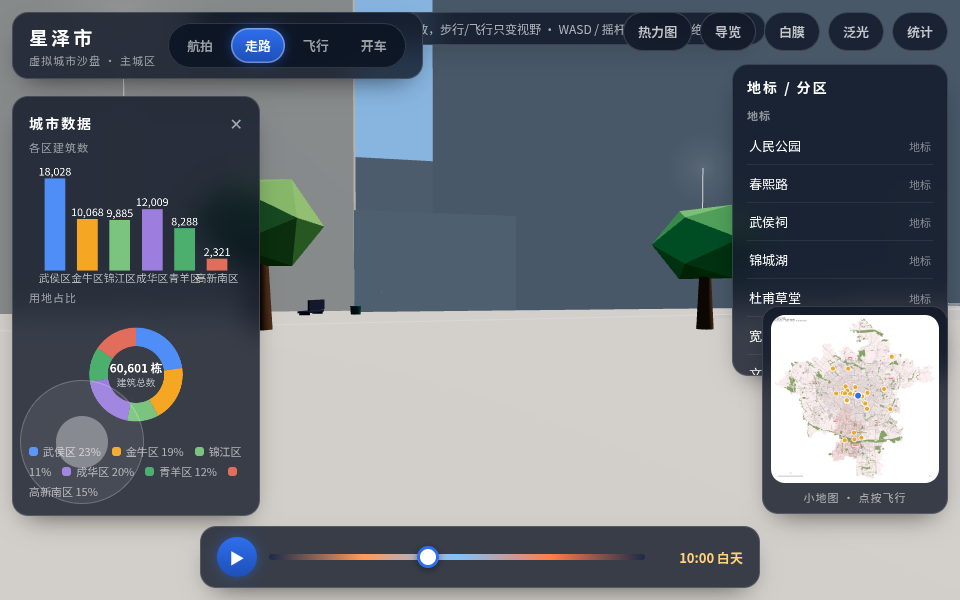 星泽市
虚拟城市沙盘 · 主城区
航拍
走路
飞行
开车
，步行/飞行只变视野 · WASD / 摇杆
热力图
导览
白膜
泛光
统计
城市数据
✕
各区建筑数
18,028
10,068
9,885
12,009
8,288
2,321
武侯区
金牛区
锦江区
成华区
青羊区
高新南区
用地占比
60,601 栋
建筑总数
武侯区 23% 金牛区 19% 锦江区
11% 成华区 20% 青羊区 12%
高新南区 15%
地标 / 分区
地标
人民公园 地标
春熙路 地标
武侯祠 地标
锦城湖 地标
杜甫草堂 地标
宽
小地图 · 点按飞行
10:00 白天